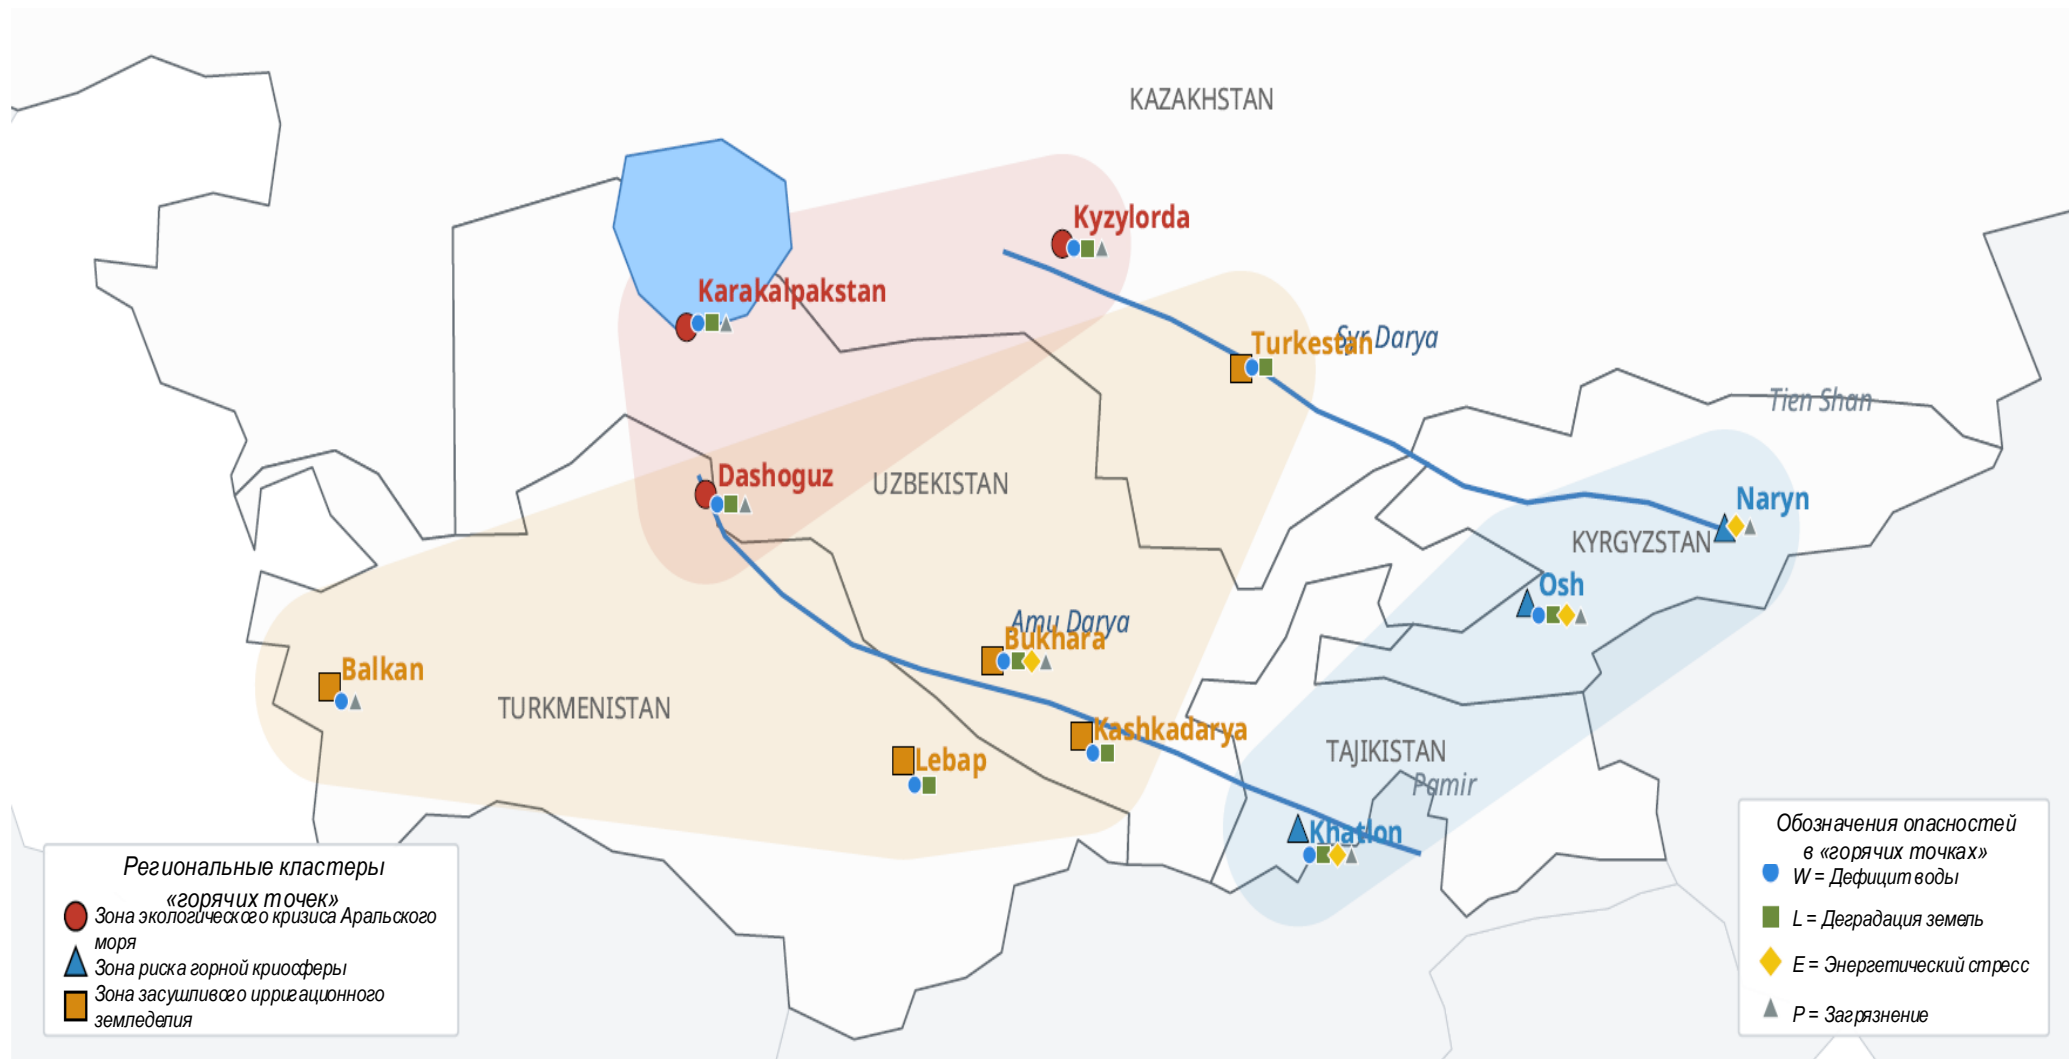 KAZAKHSTAN
Kyzylorda
Karakalpakstan
Turkestan
Syr Darya
Tien Shan
Dashoguz
UZBEKISTAN
Naryn
KYRGYZSTAN
Osh
Amu Darya
Bukhara
Balkan
TURKMENISTAN
Kashkadarya
Lebap
TAJIKISTAN
Pamir
Khatlon
Региональные кластеры
«горячих точек»
Зона экологического кризиса Аральского
моря
Зона риска горной криосферы
Зона засушливого ирригационного
земледелия
Обозначения опасностей
в «горячих точках»
W = Дефицит воды
L = Деградация земель
E = Энергетический стресс
P = Загрязнение